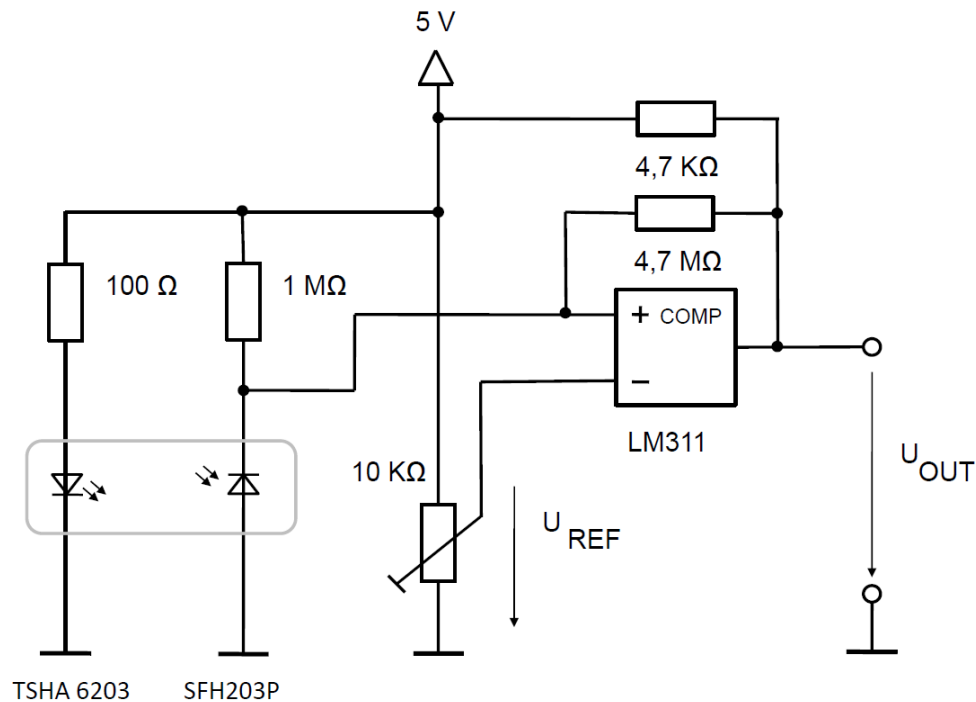 5 V
4,7 KΩ
4,7 MΩ
100 Ω
1 MΩ
+ COMP
−
LM311
10 KΩ
U REF
U OUT
TSHA 6203
SFH203P